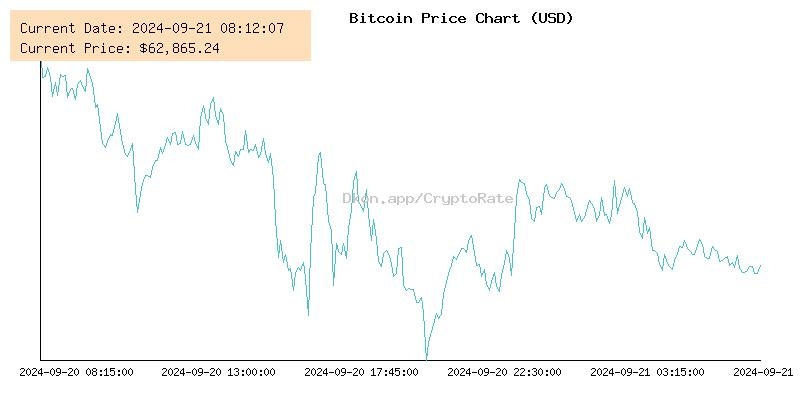 Bitcoin Price Chart (USD)
Current Date: 2024-09-21 08:12:07
Current Price: $62,865.24
Dkon.app/CryptoRate
2024-09-20 08:15:00 2024-09-20 13:00:00 2024-09-20 17:45:00 2024-09-20 22:30:00 2024-09-21 03:15:00 2024-09-21